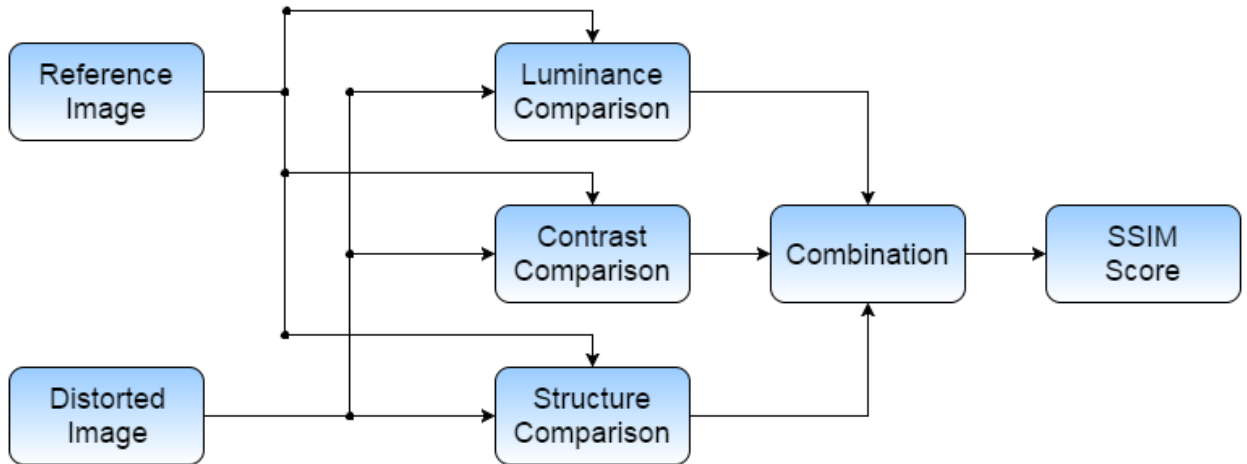 Reference
Image
Luminance
Comparison
Contrast
Comparison
Combination
SSIM
Score
Distorted
Image
Structure
Comparison